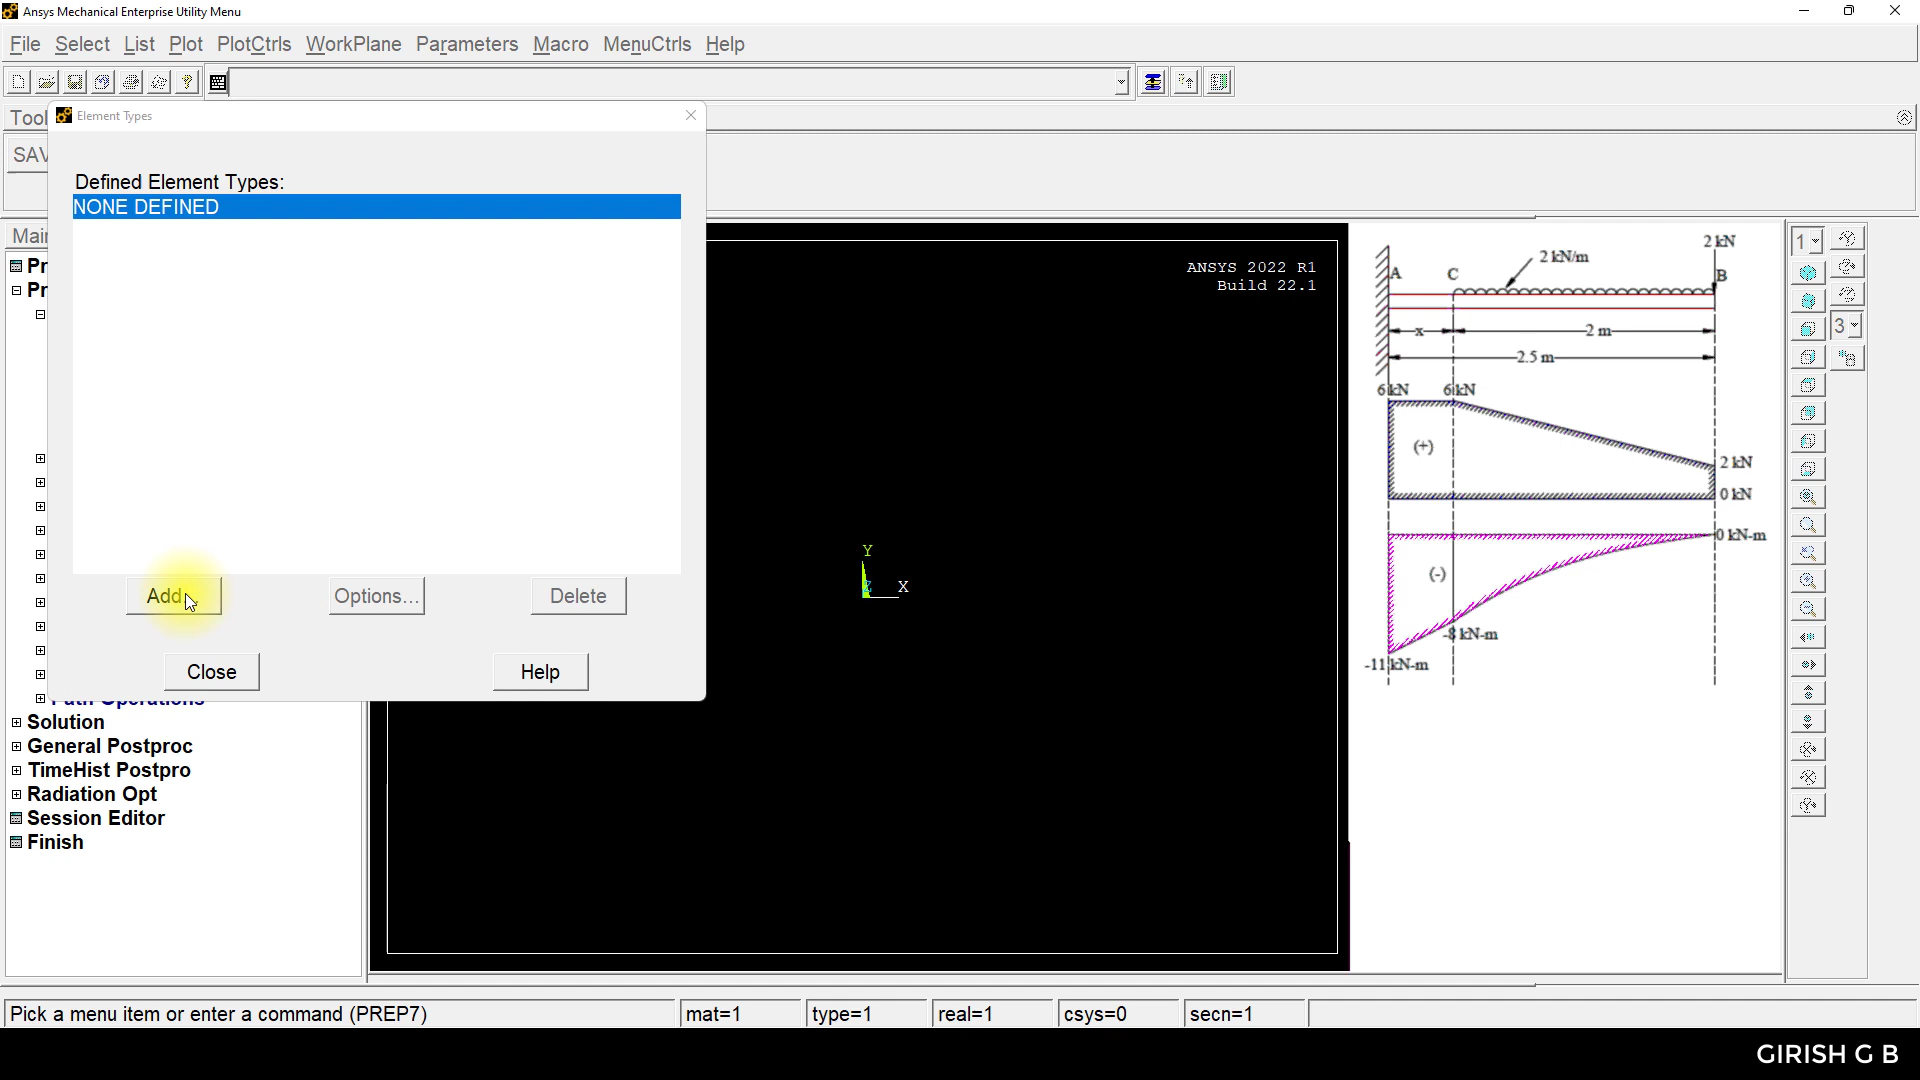 Ansys Mechanical Enterprise Utility Menu
File Select List Plot PlotCtrls WorkPlane Parameters Macro MenuCtrls Help
Tool
Element Types
SAV
Defined Element Types:
NONE DEFINED
Add...
Options...
Delete
Close
Help
Mai
Pr
Pr
Path Operations
Solution
General Postproc
TimeHist Postpro
Radiation Opt
Session Editor
Finish
ANSYS 2022 R1
Build 22.1
Y
Z
X
2 kN
2 kN/m
A
C
B
x
2 m
2.5 m
6 kN
6 kN
(+)
2 kN
0 kN
0 kN-m
(-)
-8 kN-m
-11 kN-m
1
3
Pick a menu item or enter a command (PREP7)
mat=1
type=1
real=1
csys=0
secn=1
GIRISH G B